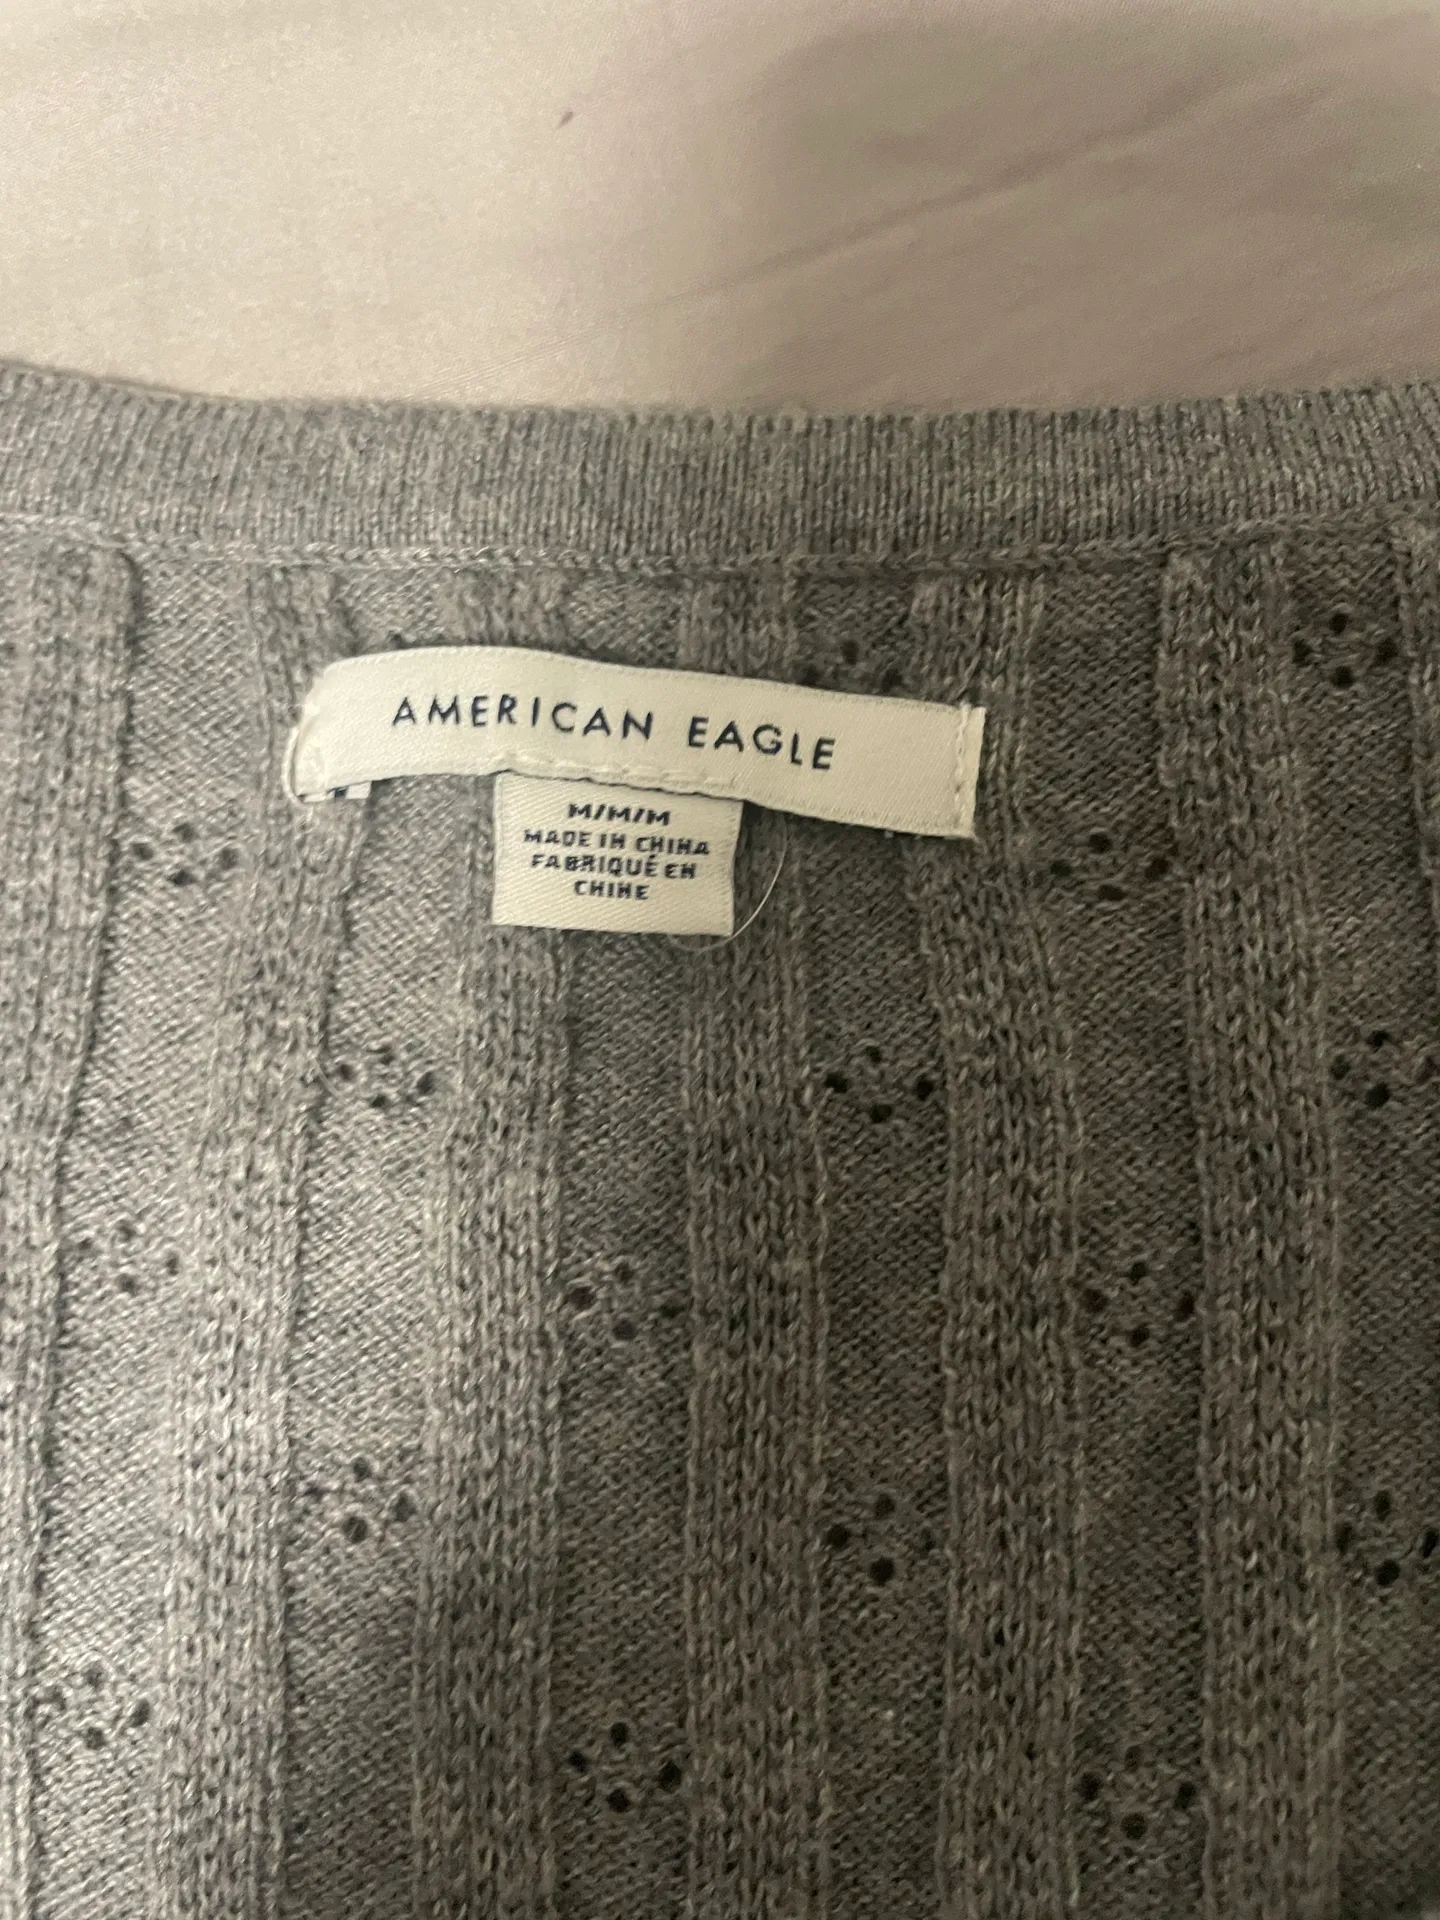 AMERICAN EAGLE
M/M/M
MADE IN CHINA
FABRIQUÉ EN
CHINE